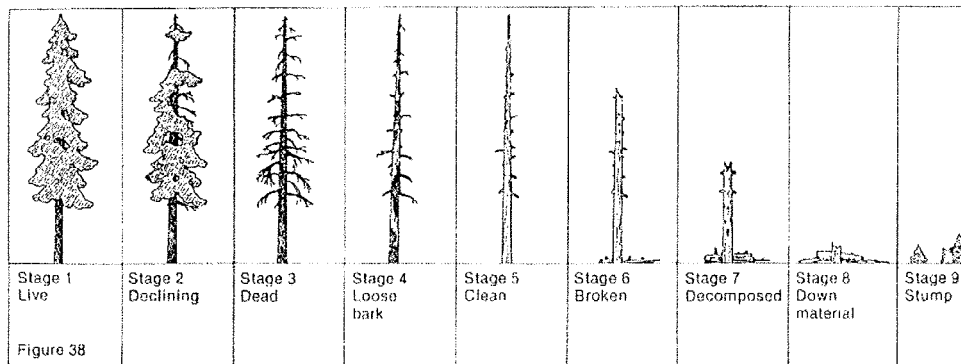 Stage 1
Live
Stage 2
Declining
Stage 3
Dead
Stage 4
Loose
bark
Stage 5
Clean
Stage 6
Broken
Stage 7
Decomposed
Stage 8
Down
material
Stage 9
Stump
Figure 38